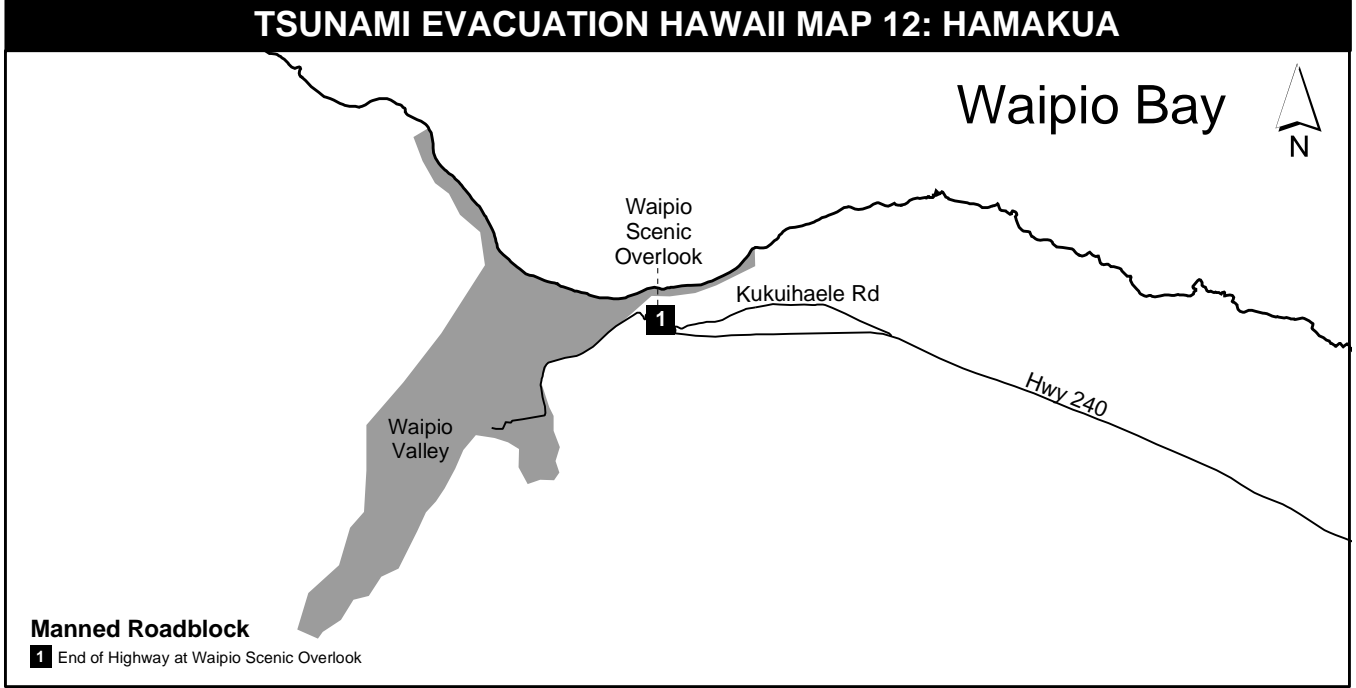 TSUNAMI EVACUATION HAWAII MAP 12: HAMAKUA
Waipio Bay
N
Waipio
Scenic
Overlook
Kukuihaele Rd
1
Hwy 240
Waipio
Valley
Manned Roadblock
1 End of Highway at Waipio Scenic Overlook